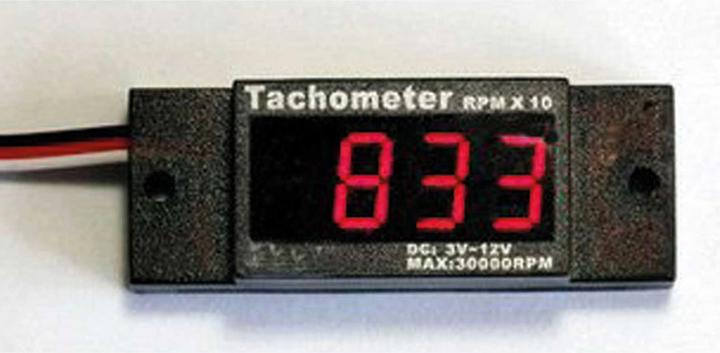 Tachometer RPM X 10
833
DC: 3V~12V
MAX:30000RPM